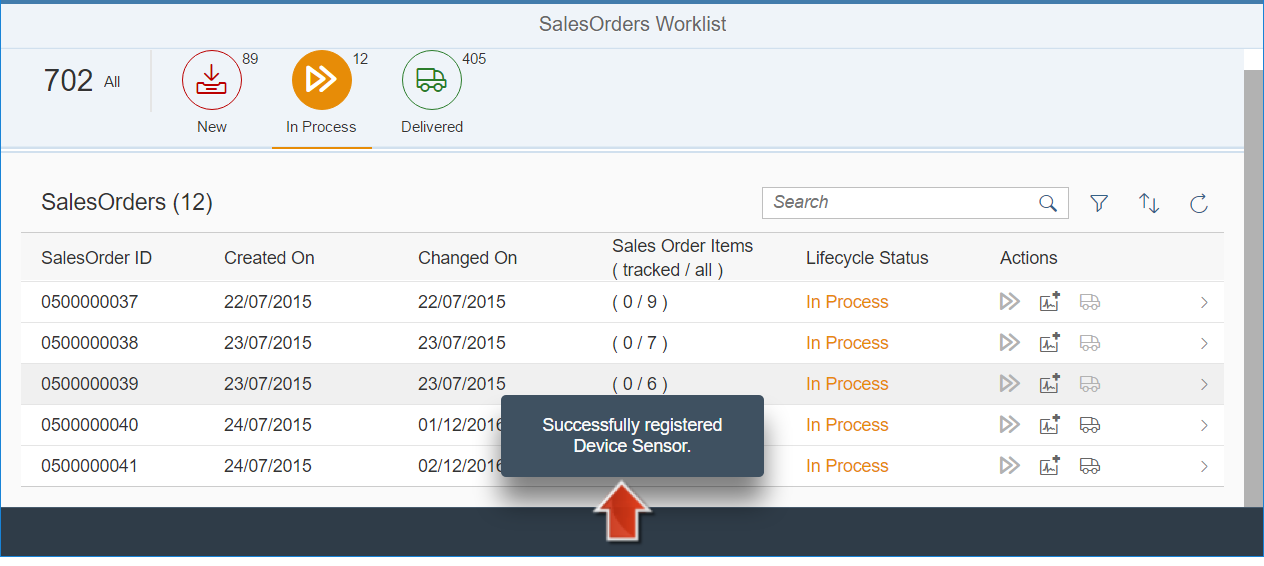 SalesOrders Worklist
702 All
89
12
405
New
In Process
Delivered
SalesOrders (12)
Search
SalesOrder ID Created On Changed On Sales Order Items Lifecycle Status Actions
( tracked / all )
0500000037 22/07/2015 22/07/2015 ( 0 / 9 ) In Process
0500000038 23/07/2015 23/07/2015 ( 0 / 7 ) In Process
0500000039 23/07/2015 23/07/2015 ( 0 / 6 ) In Process
0500000040 24/07/2015 01/12/2016 In Process
0500000041 24/07/2015 02/12/2016 In Process
Successfully registered
Device Sensor.